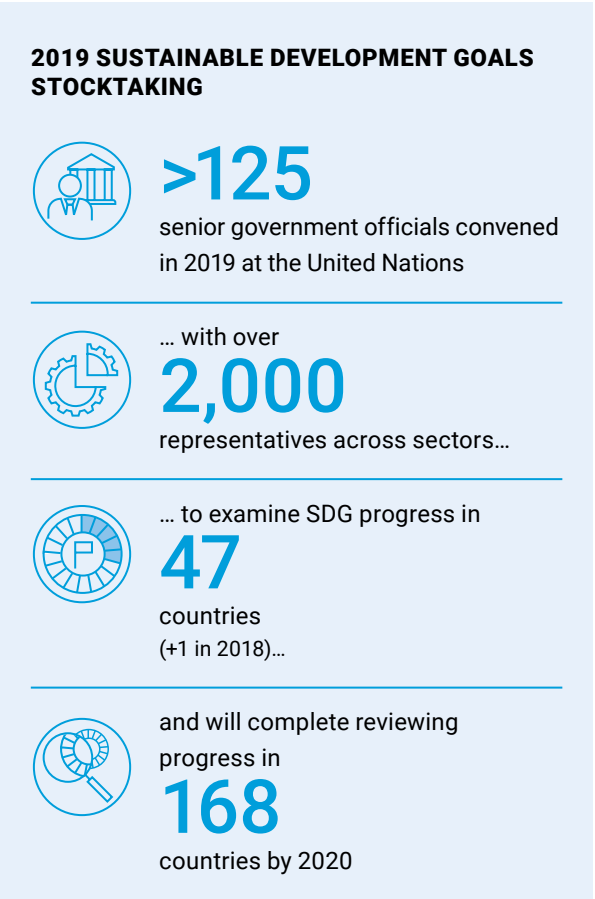 2019 SUSTAINABLE DEVELOPMENT GOALS
STOCKTAKING
>125
senior government officials convened
in 2019 at the United Nations
… with over
2,000
representatives across sectors…
… to examine SDG progress in
47
countries
(+1 in 2018)…
and will complete reviewing
progress in
168
countries by 2020